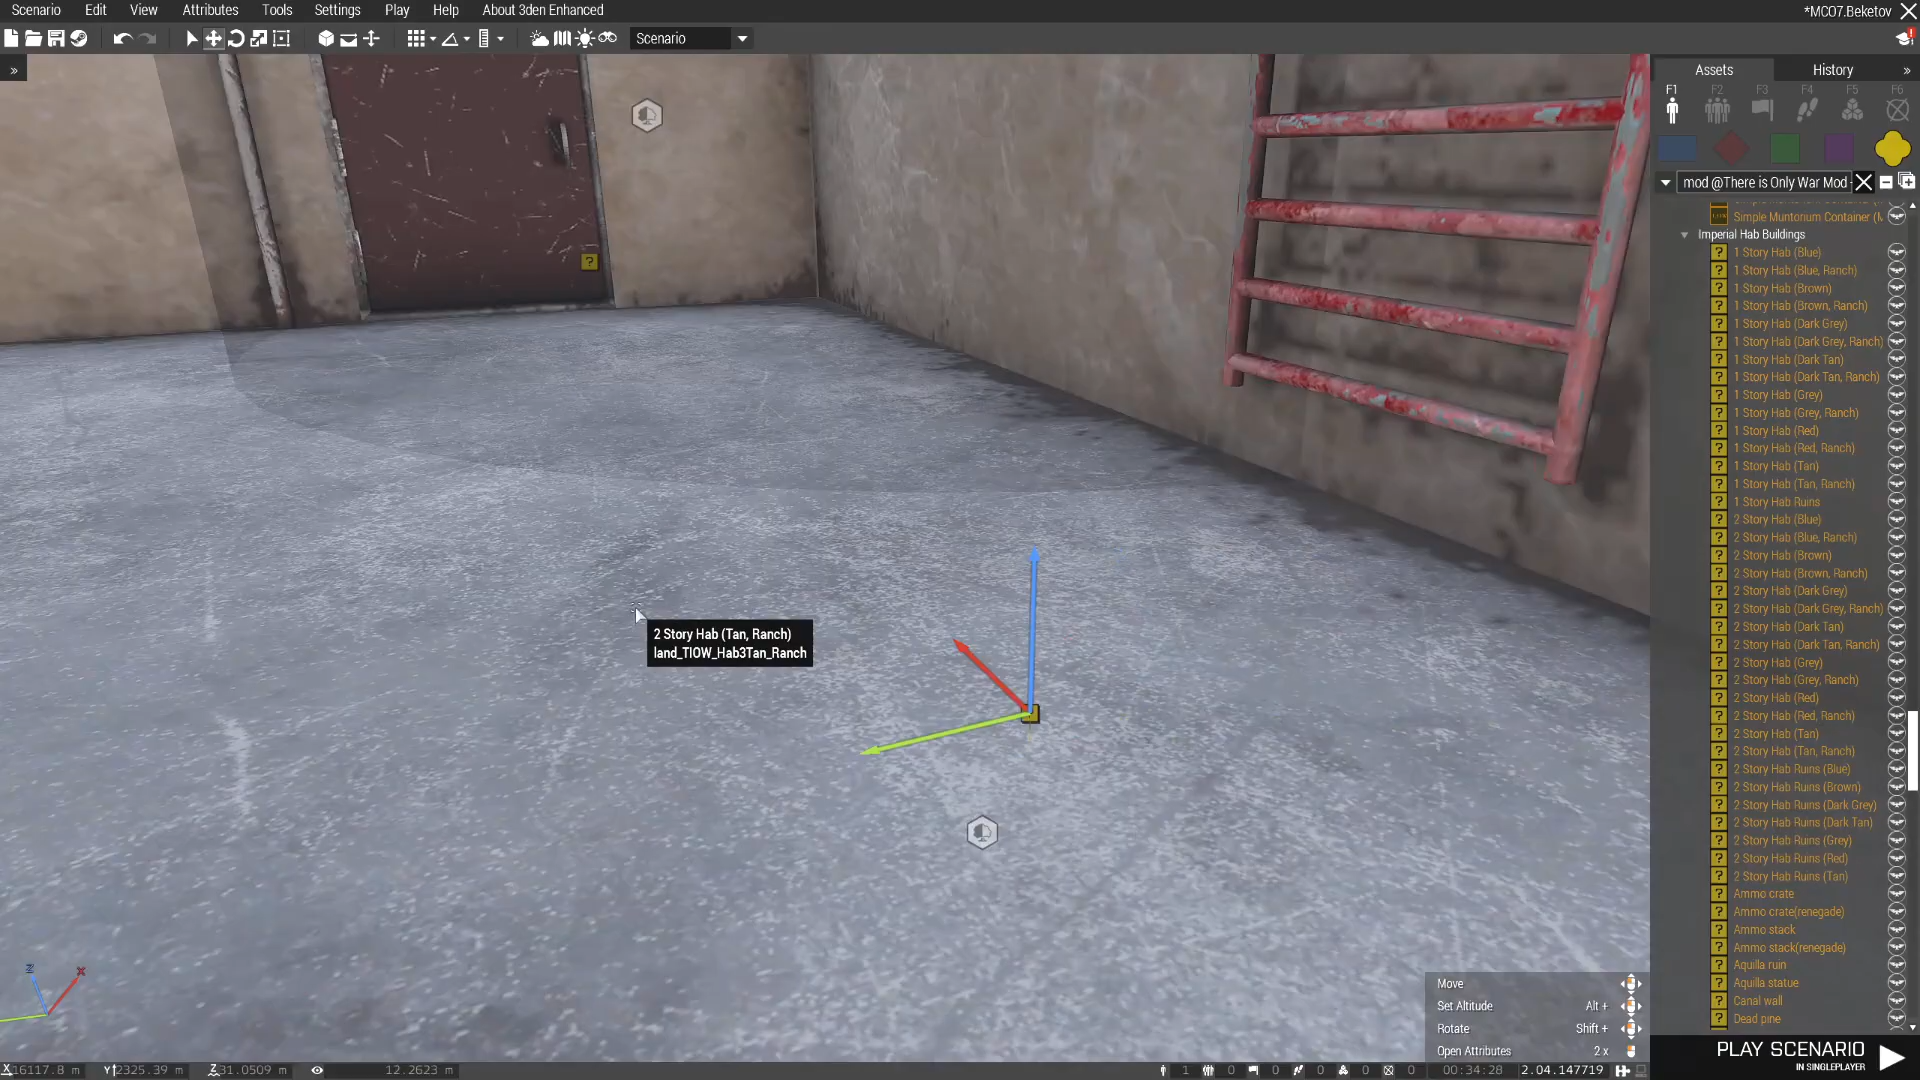 Scenario Edit View Attributes Tools Settings Play Help About 3den Enhanced
*MCO7.Beketov
Scenario
Assets History
F1 F2 F3 F4 F5 F6
mod @There is Only War Mod -
Simple Muntorium Container (M
Imperial Hab Buildings
1 Story Hab (Blue)
1 Story Hab (Blue, Ranch)
1 Story Hab (Brown)
1 Story Hab (Brown, Ranch)
1 Story Hab (Dark Grey)
1 Story Hab (Dark Grey, Ranch)
1 Story Hab (Dark Tan)
1 Story Hab (Dark Tan, Ranch)
1 Story Hab (Grey)
1 Story Hab (Grey, Ranch)
1 Story Hab (Red)
1 Story Hab (Red, Ranch)
1 Story Hab (Tan)
1 Story Hab (Tan, Ranch)
1 Story Hab Ruins
2 Story Hab (Blue)
2 Story Hab (Blue, Ranch)
2 Story Hab (Brown)
2 Story Hab (Brown, Ranch)
2 Story Hab (Dark Grey)
2 Story Hab (Dark Grey, Ranch)
2 Story Hab (Dark Tan)
2 Story Hab (Dark Tan, Ranch)
2 Story Hab (Grey)
2 Story Hab (Grey, Ranch)
2 Story Hab (Red)
2 Story Hab (Red, Ranch)
2 Story Hab (Tan)
2 Story Hab (Tan, Ranch)
2 Story Hab Ruins (Blue)
2 Story Hab Ruins (Brown)
2 Story Hab Ruins (Dark Grey)
2 Story Hab Ruins (Dark Tan)
2 Story Hab Ruins (Grey)
2 Story Hab Ruins (Red)
2 Story Hab Ruins (Tan)
Ammo crate
Ammo crate(renegade)
Ammo stack
Ammo stack(renegade)
Aquilla ruin
Aquilla statue
Canal wall
Dead pine
2 Story Hab (Tan, Ranch)
land_TIOW_Hab3Tan_Ranch
Z X
Move
Set Altitude Alt +
Rotate Shift +
Open Attributes 2 x
PLAY SCENARIO
IN SINGLEPLAYER
X 16117.8 m Y 2325.39 m Z 31.0509 m 12.2623 m 1 0 0 0 0 0 00:34:28 2.04.147719